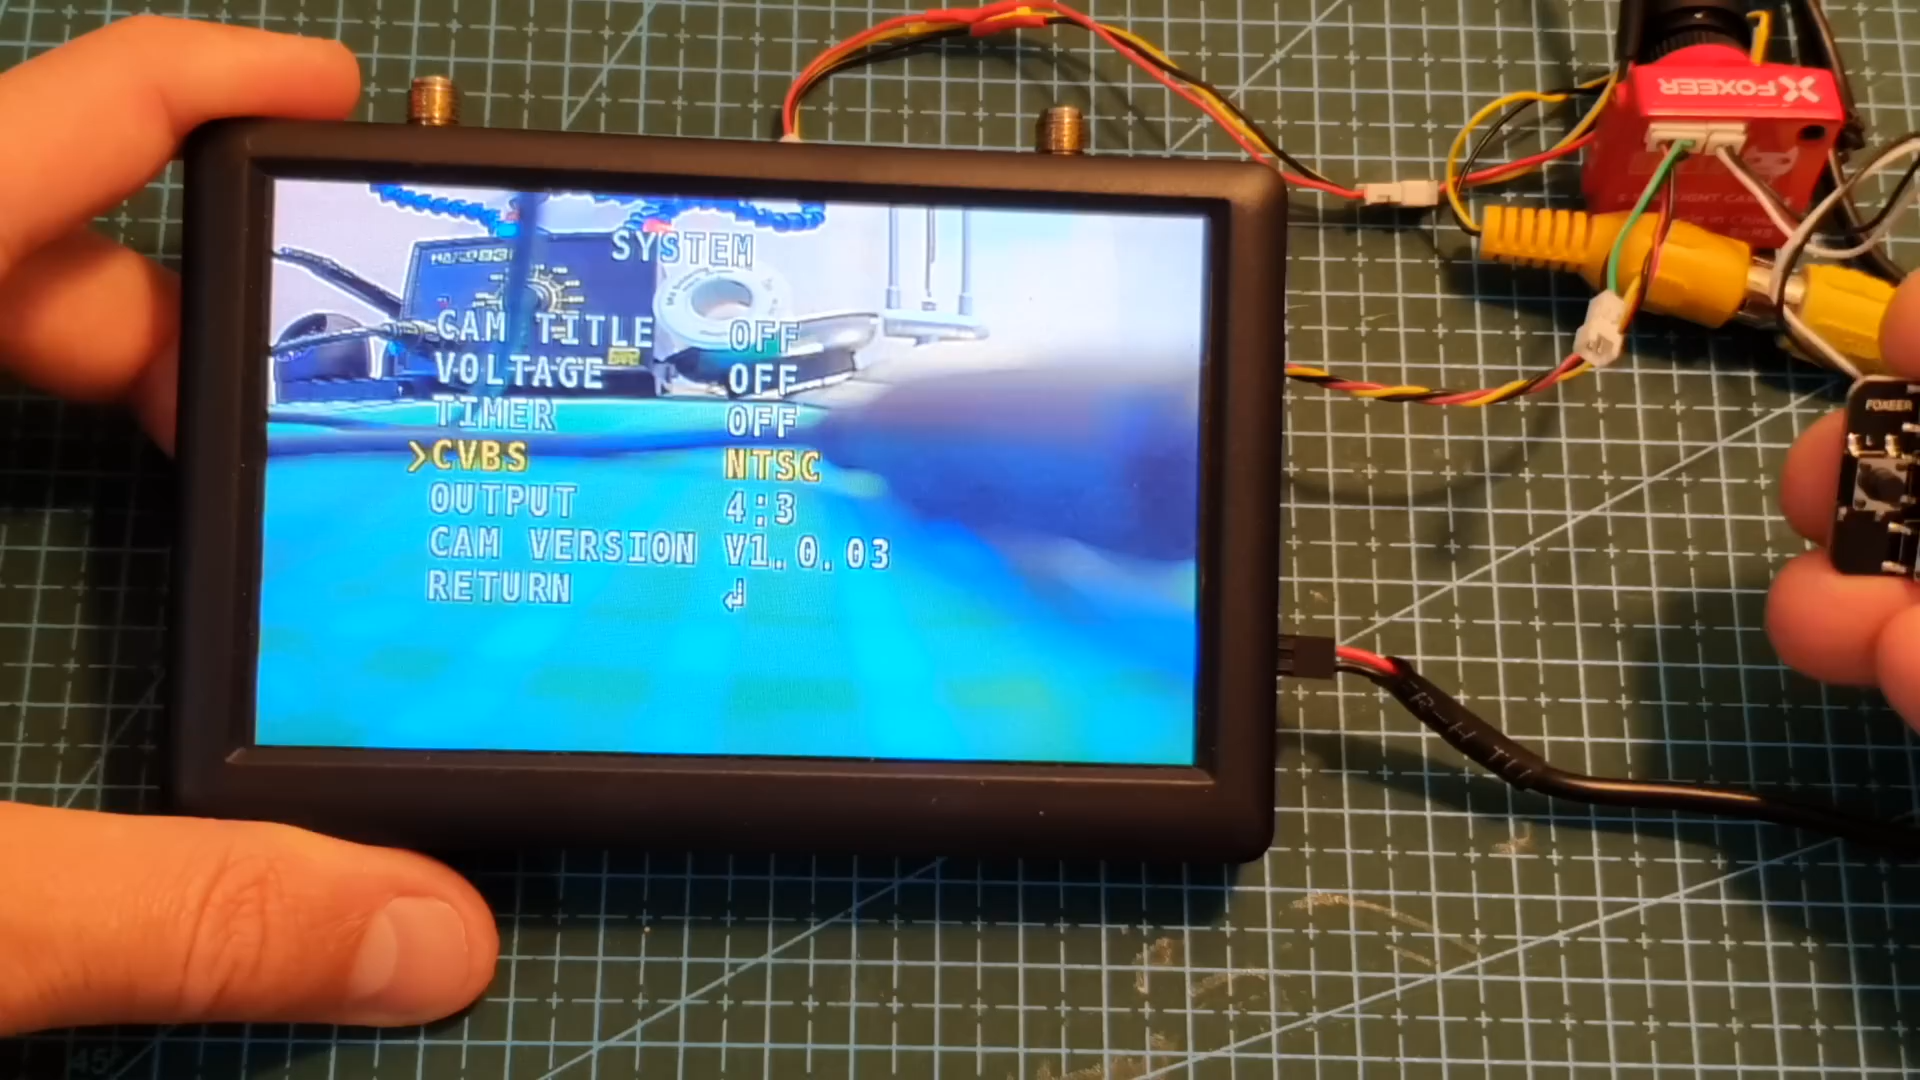 FOXEER
FOXEER
SYSTEM
CAM TITLE OFF
VOLTAGE OFF
TIMER OFF
>CVBS NTSC
OUTPUT 4:3
CAM VERSION V1.0.03
RETURN ↲
45°